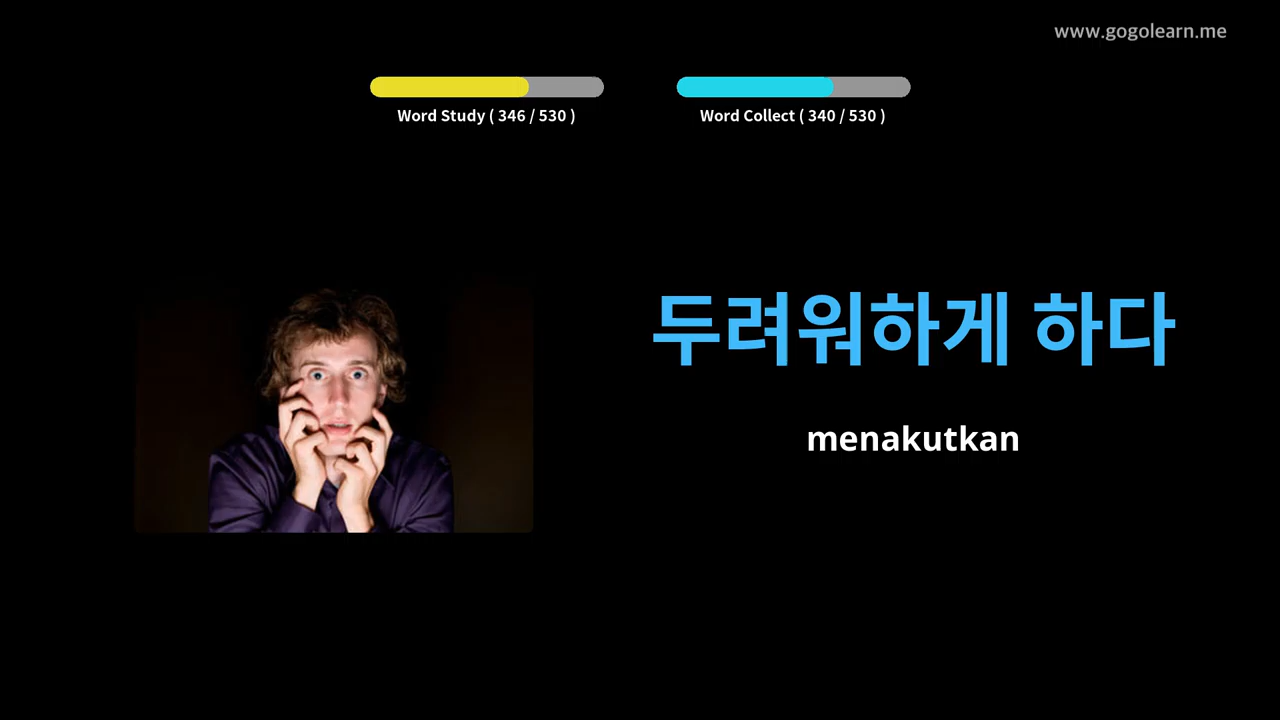 www.gogolearn.me
Word Study ( 346 / 530 )
Word Collect ( 340 / 530 )
두려워하게 하다
menakutkan